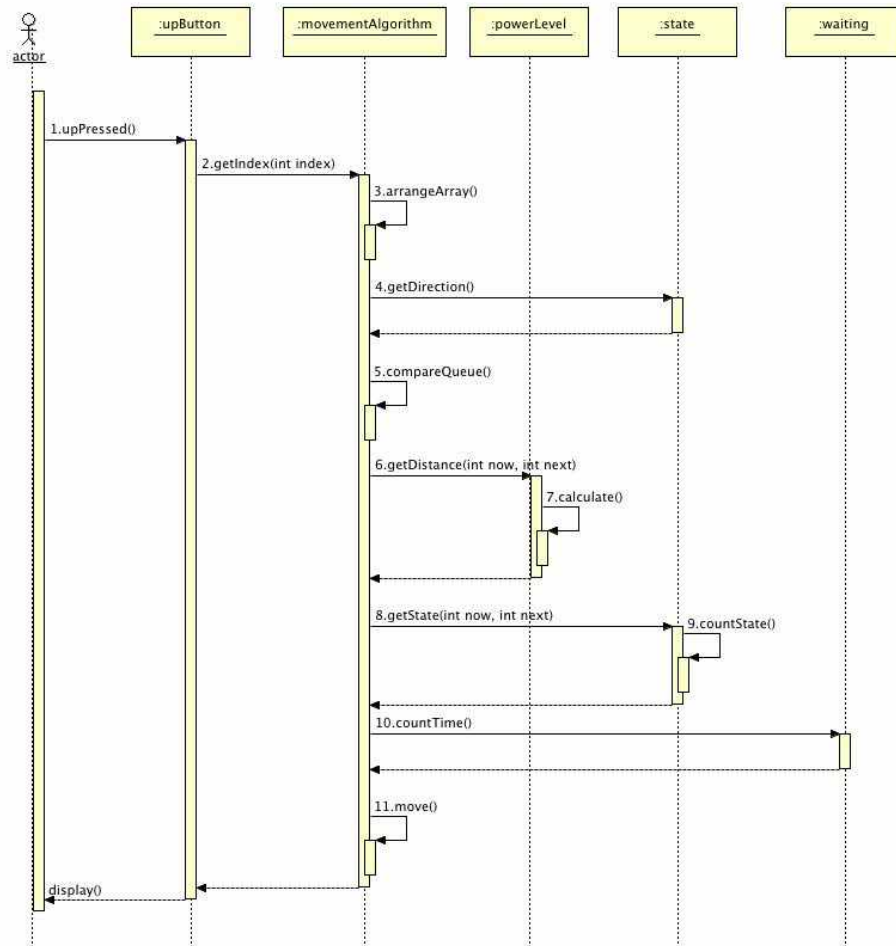 :upButton
:movementAlgorithm
:powerLevel
:state
:waiting
actor
1.upPressed()
2.getIndex(int index)
3.arrangeArray()
4.getDirection()
5.compareQueue()
6.getDistance(int now, int next)
7.calculate()
8.getState(int now, int next)
9.countState()
10.countTime()
11.move()
display()